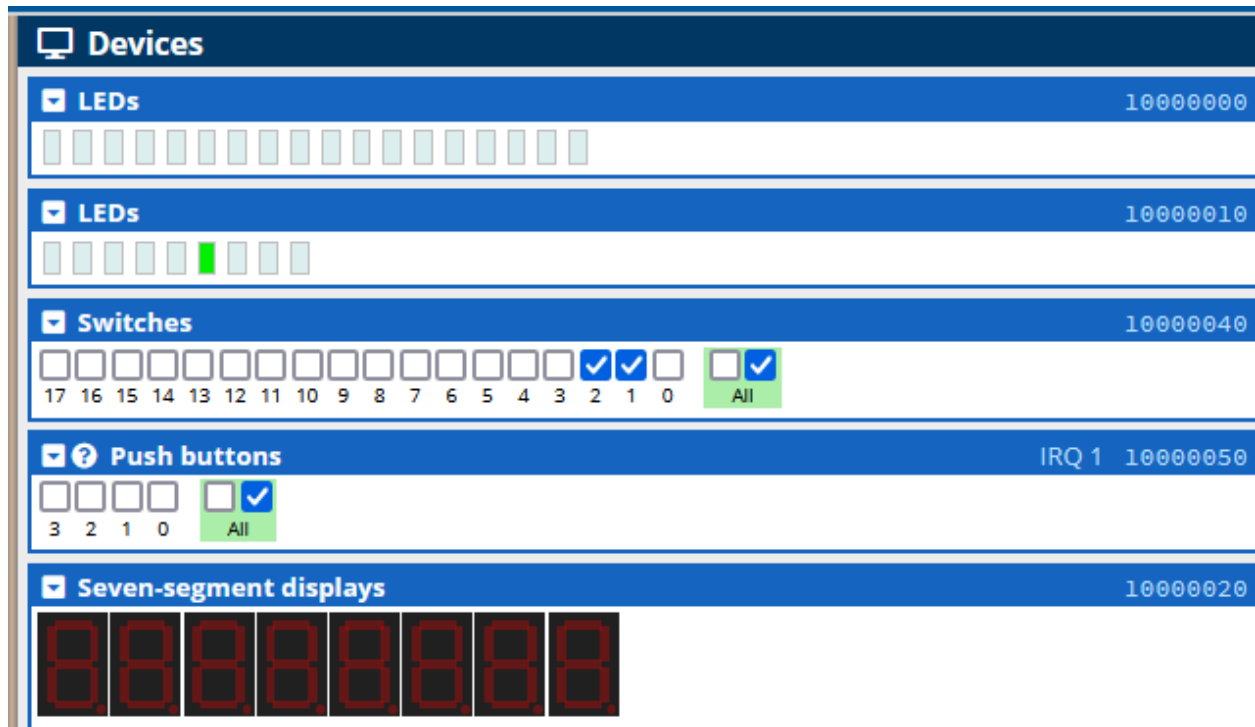 Devices
LEDs 10000000
LEDs 10000010
Switches 10000040
17 16 15 14 13 12 11 10 9 8 7 6 5 4 3 2 1 0 All
? Push buttons IRQ 1 10000050
3 2 1 0 All
Seven-segment displays 10000020